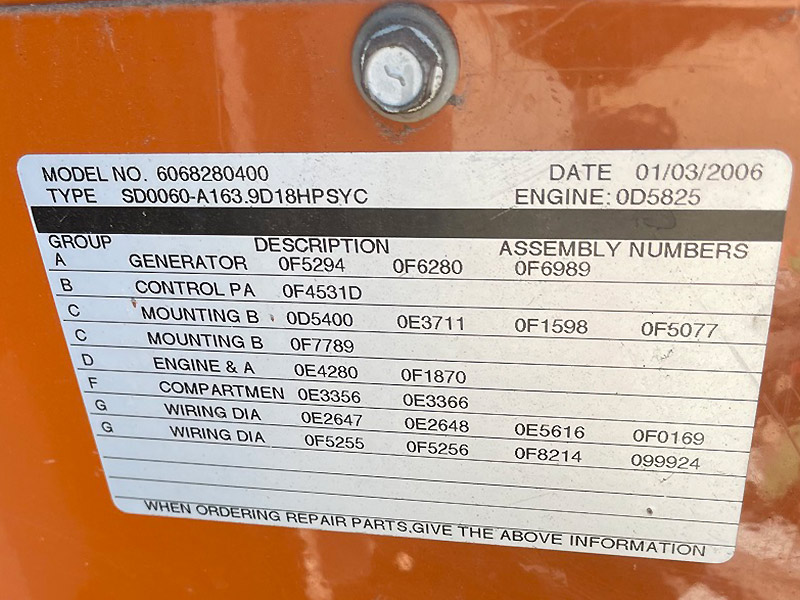 MODEL NO. 6068280400 DATE 01/03/2006
TYPE SD0060-A163.9D18HPSYC ENGINE: 0D5825
GROUP DESCRIPTION ASSEMBLY NUMBERS
A GENERATOR 0F5294 0F6280 0F6989
B CONTROL PA 0F4531D
C MOUNTING B 0D5400 0E3711 0F1598 0F5077
C MOUNTING B 0F7789
D ENGINE & A 0E4280 0F1870
F COMPARTMEN 0E3356 0E3366
G WIRING DIA 0E2647 0E2648 0E5616 0F0169
G WIRING DIA 0F5255 0F5256 0F8214 099924
WHEN ORDERING REPAIR PARTS,GIVE THE ABOVE INFORMATION